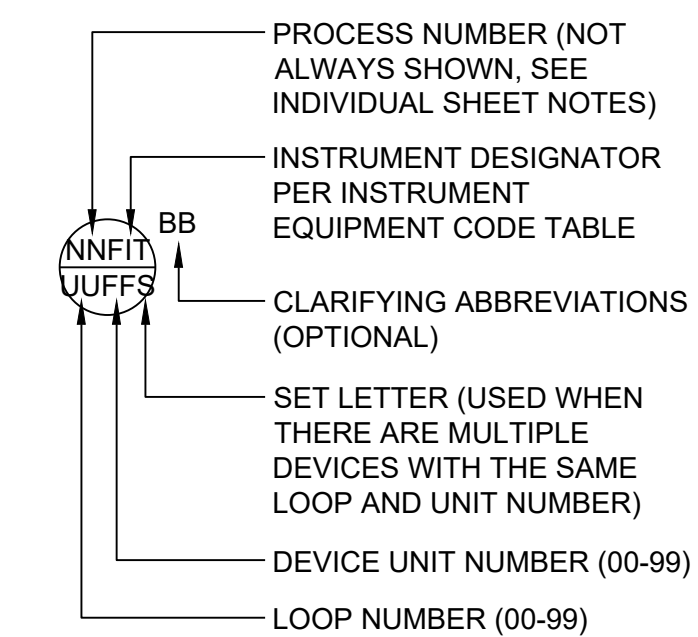 PROCESS NUMBER (NOT
ALWAYS SHOWN, SEE
INDIVIDUAL SHEET NOTES)
INSTRUMENT DESIGNATOR
PER INSTRUMENT
EQUIPMENT CODE TABLE
BB
NNFIT
UUFFS
CLARIFYING ABBREVIATIONS
(OPTIONAL)
SET LETTER (USED WHEN
THERE ARE MULTIPLE
DEVICES WITH THE SAME
LOOP AND UNIT NUMBER)
DEVICE UNIT NUMBER (00-99)
LOOP NUMBER (00-99)